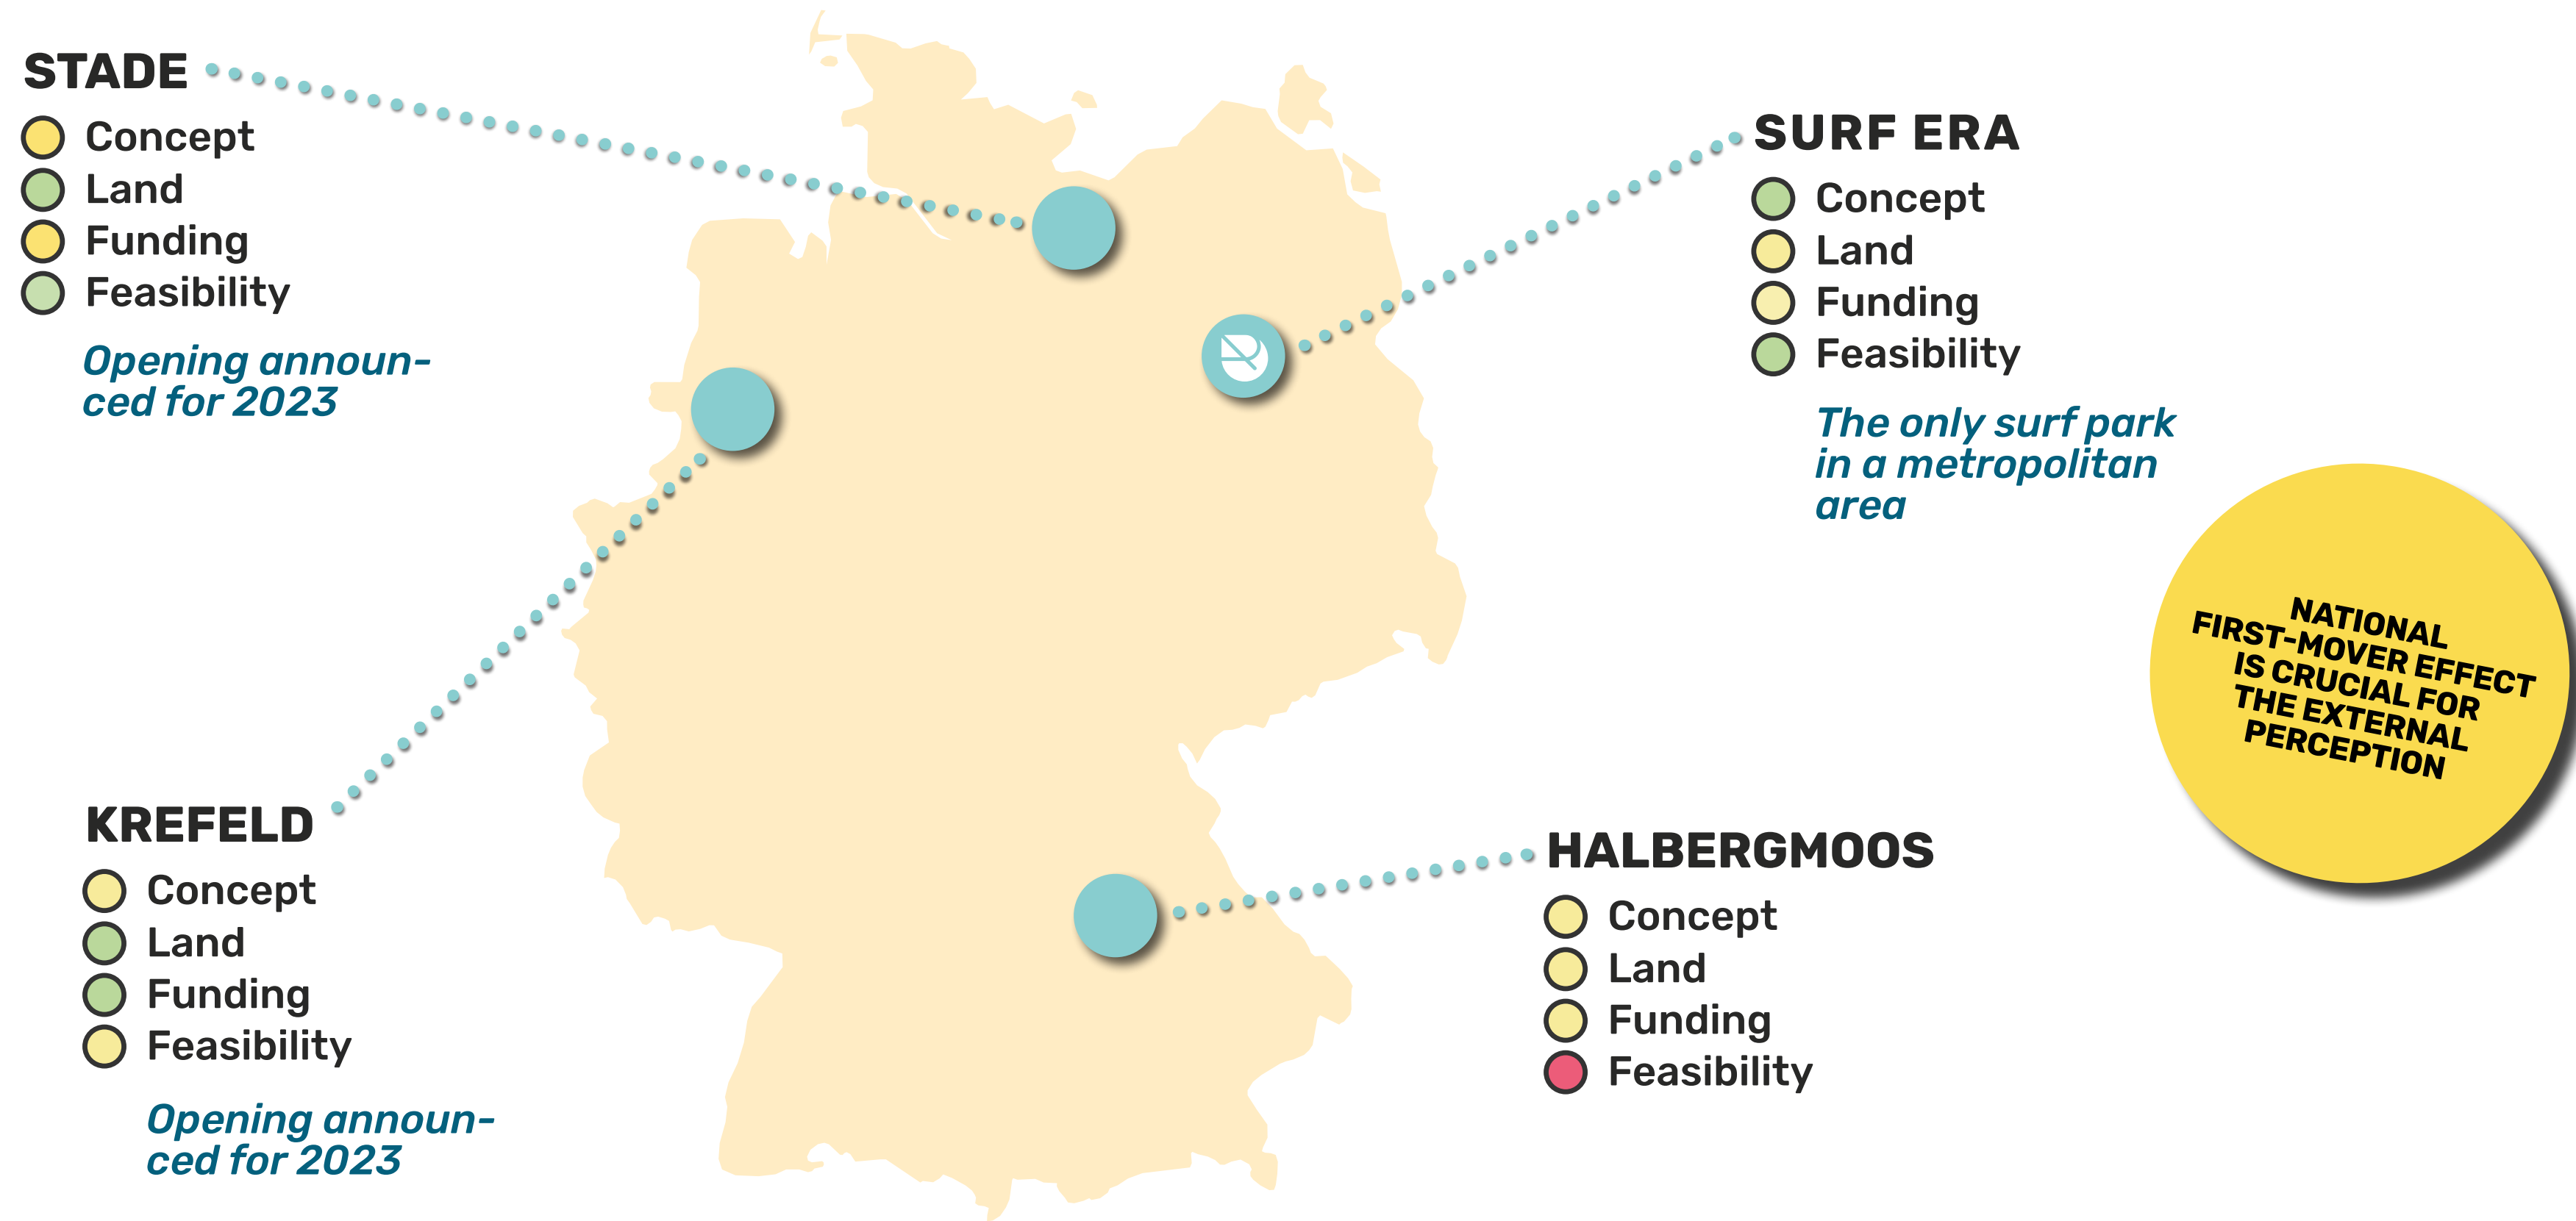 STADE
Concept
Land
Funding
Feasibility
Opening announ-
ced for 2023
SURF ERA
Concept
Land
Funding
Feasibility
The only surf park
in a metropolitan
area
NATIONAL
FIRST-MOVER EFFECT
IS CRUCIAL FOR
THE EXTERNAL
PERCEPTION
KREFELD
Concept
Land
Funding
Feasibility
Opening announ-
ced for 2023
HALBERGMOOS
Concept
Land
Funding
Feasibility